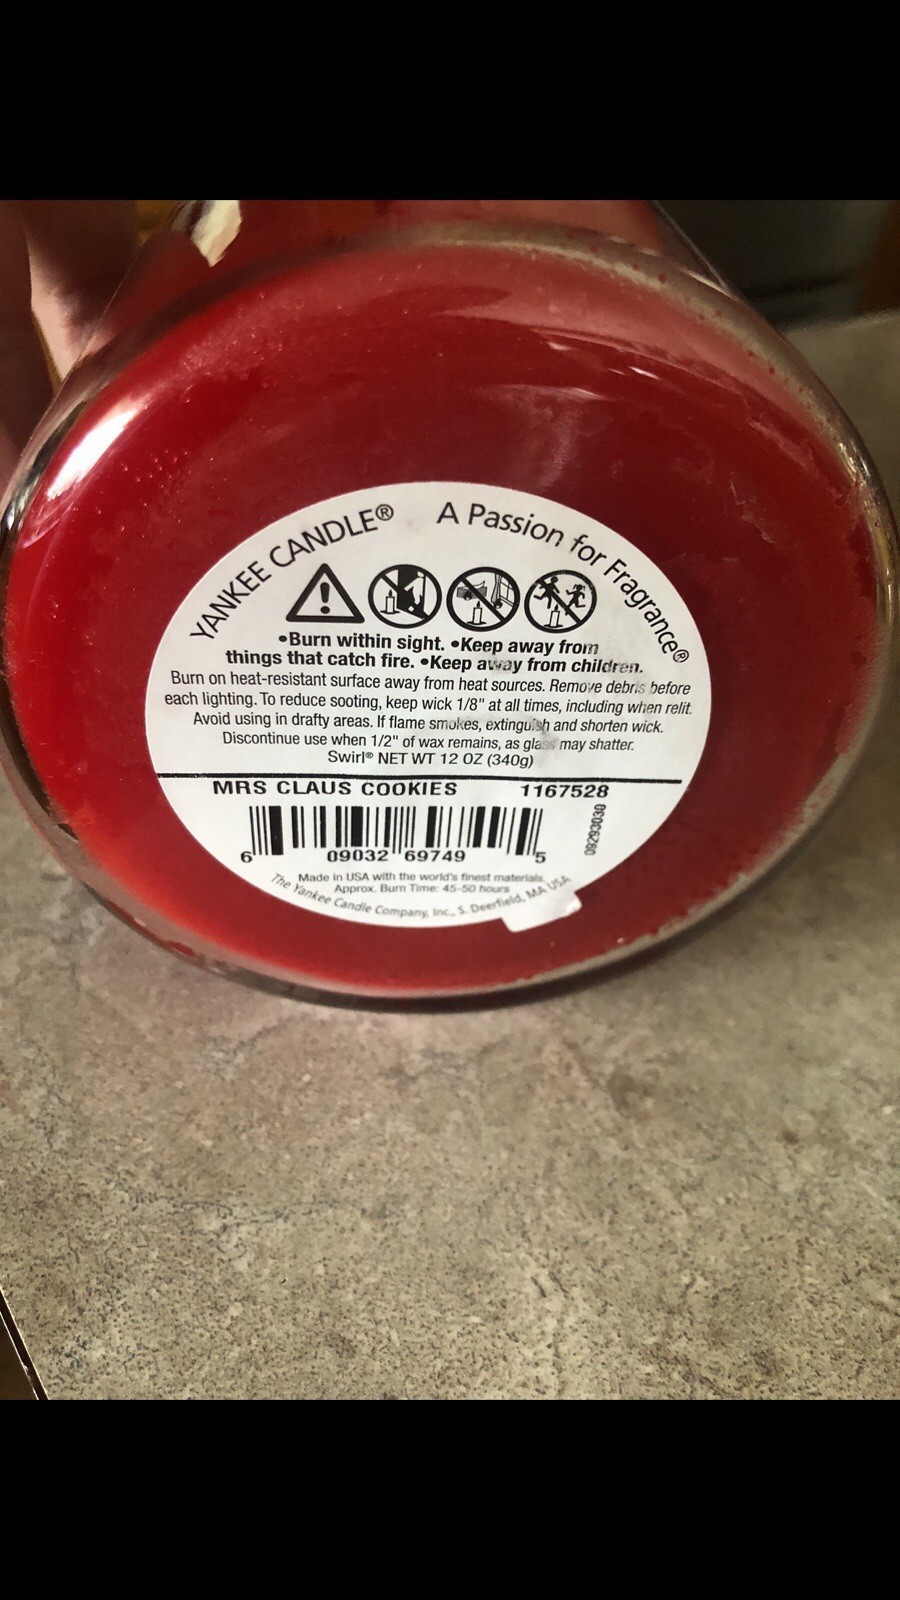 YANKEE CANDLE® A Passion for Fragrance®
•Burn within sight. •Keep away from
things that catch fire. •Keep away from children.
Burn on heat-resistant surface away from heat sources. Remove debris before
each lighting. To reduce sooting, keep wick 1/8" at all times, including when relit.
Avoid using in drafty areas. If flame smokes, extinguish and shorten wick.
Discontinue use when 1/2" of wax remains, as glass may shatter.
Swirl® NET WT 12 OZ (340g)
MRS CLAUS COOKIES 1167528
09293030
6 09032 69749 5
Made in USA with the world's finest materials.
Approx. Burn Time: 45-50 hours
The Yankee Candle Company, Inc., S. Deerfield, MA USA